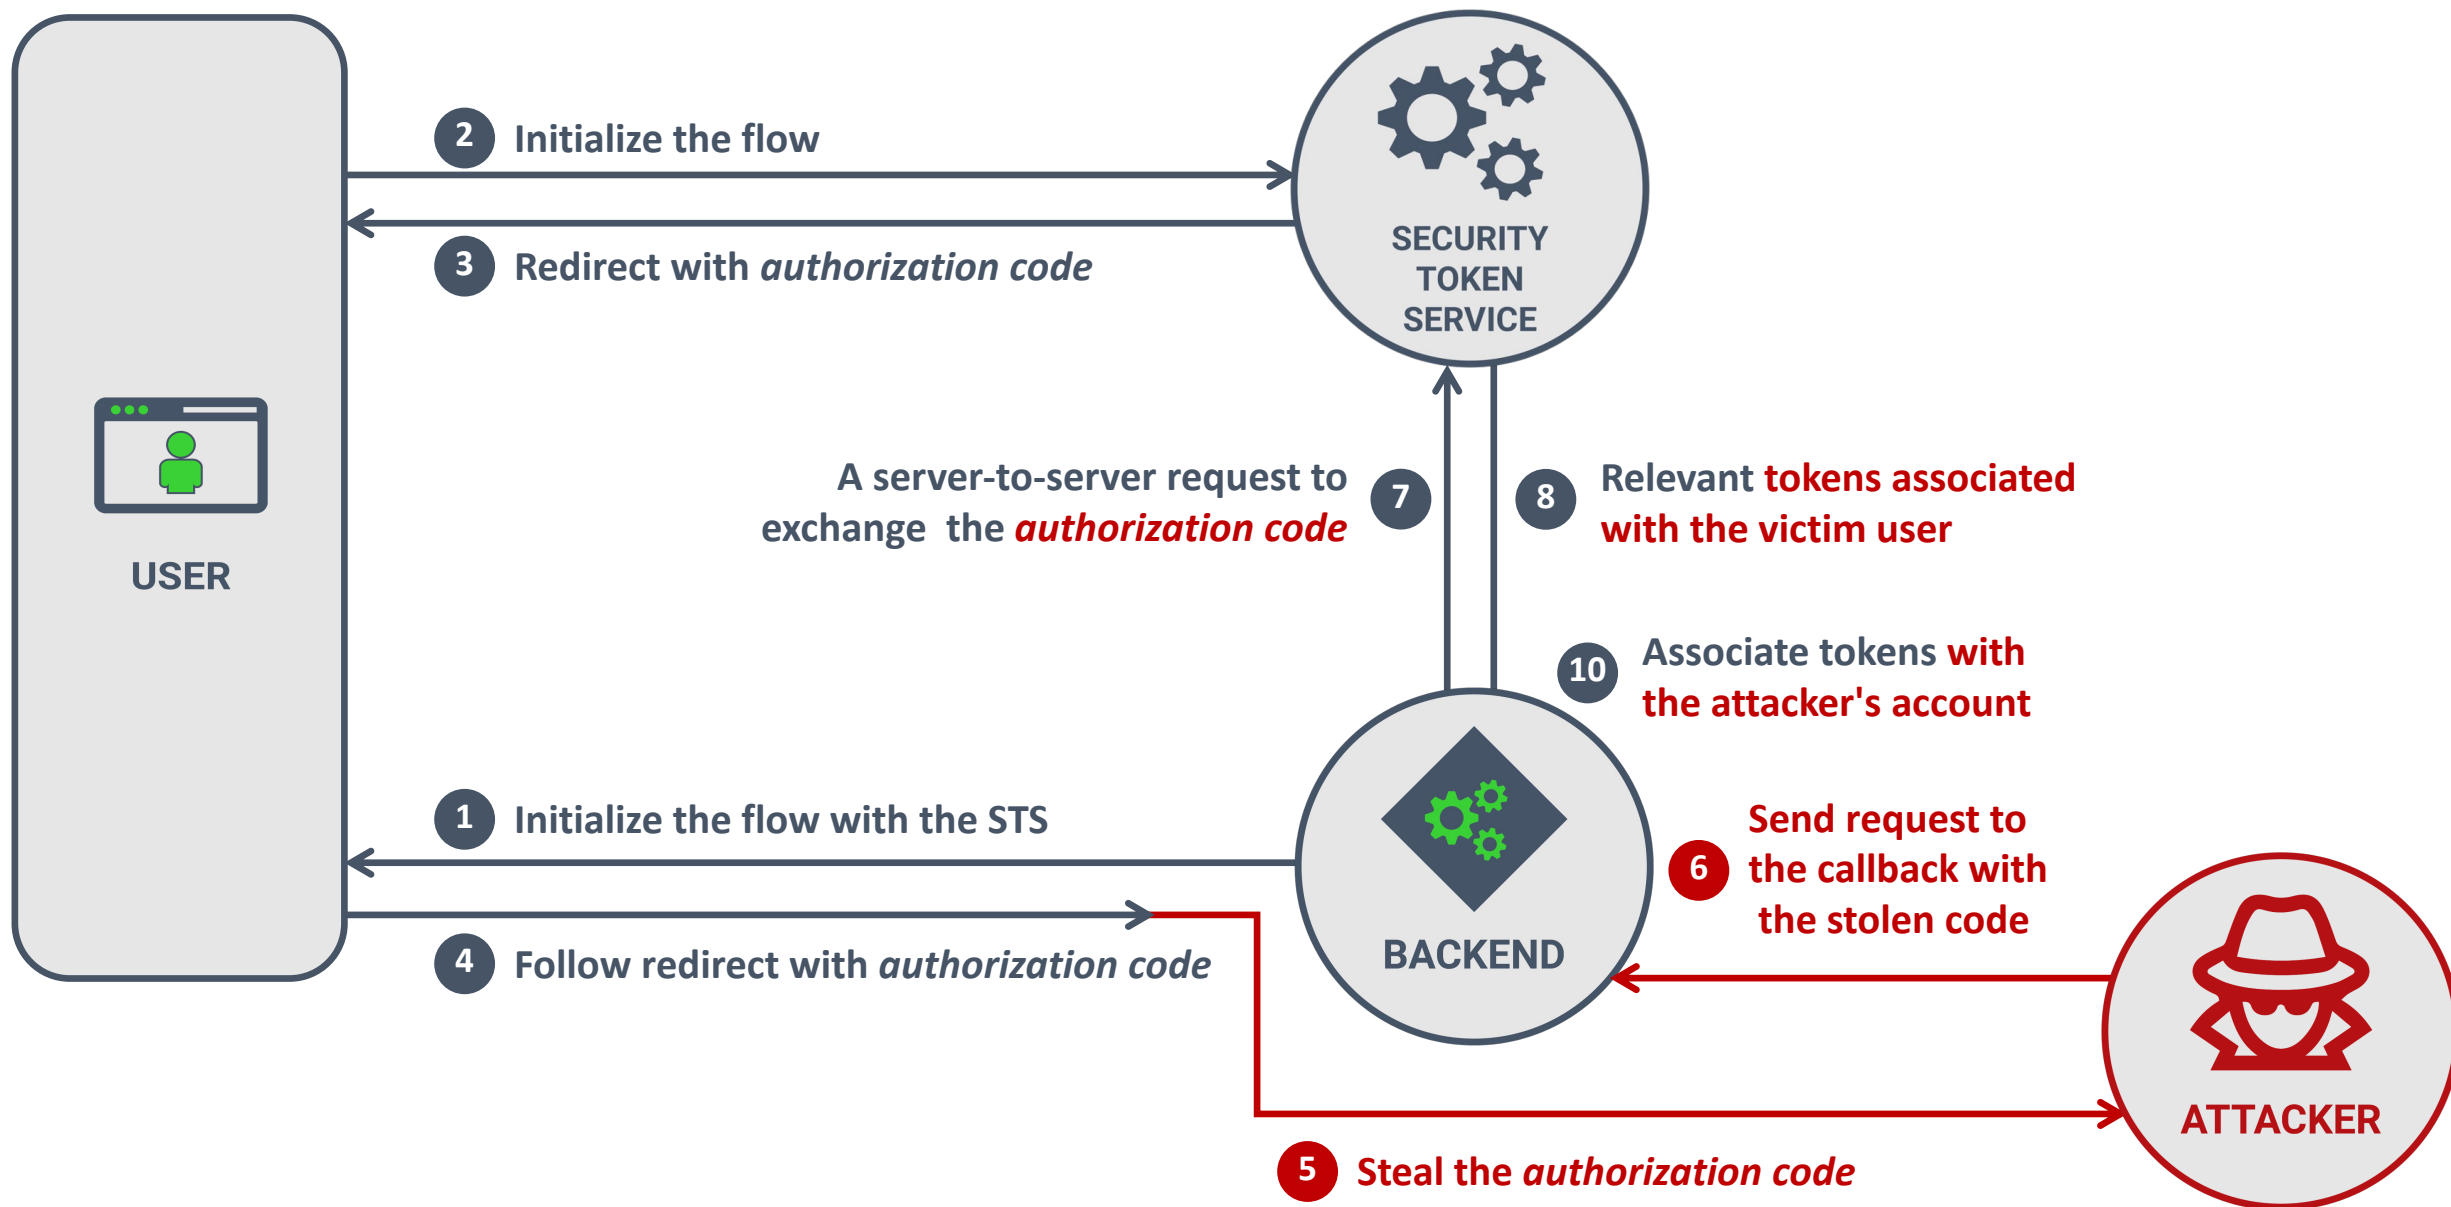 2 Initialize the flow
3 Redirect with authorization code
SECURITY
TOKEN
SERVICE
USER
A server-to-server request to
exchange the authorization code
7
8
Relevant tokens associated
with the victim user
10
Associate tokens with
the attacker's account
1 Initialize the flow with the STS
4 Follow redirect with authorization code
BACKEND
6
Send request to
the callback with
the stolen code
ATTACKER
5 Steal the authorization code